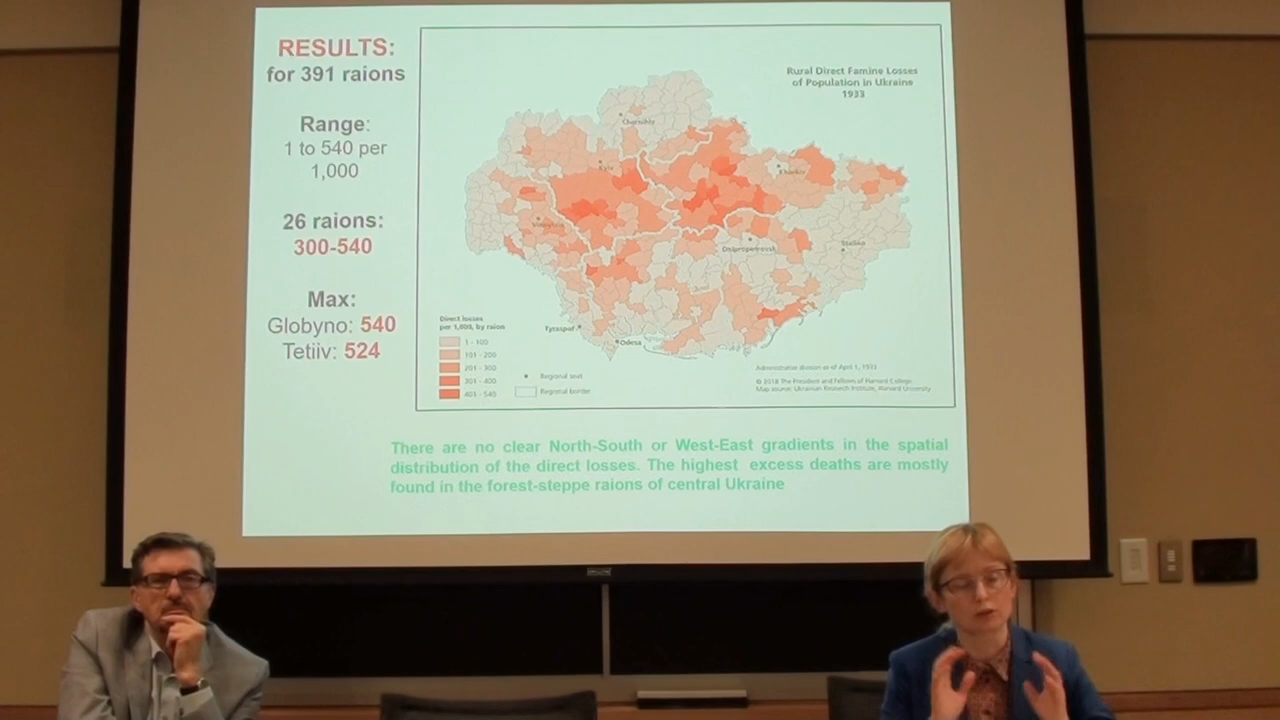 RESULTS:
for 391 raions
Range:
1 to 540 per
1,000
26 raions:
300-540
Max:
Globyno: 540
Tetiiv: 524
Rural Direct Famine Losses
of Population in Ukraine
1933
Chernihiv
Kyiv
Kharkiv
Vinnytsia
Dnipropetrovsk
Stalino
Tyraspol
Odesa
Direct losses
per 1,000, by raion
1 - 100
101 - 200
201 - 300
301 - 400
401 - 540
Regional seat
Regional border
Administrative division as of April 1, 1933
© 2018 The President and Fellows of Harvard College
Map source: Ukrainian Research Institute, Harvard University
There are no clear North-South or West-East gradients in the spatial
distribution of the direct losses. The highest excess deaths are mostly
found in the forest-steppe raions of central Ukraine